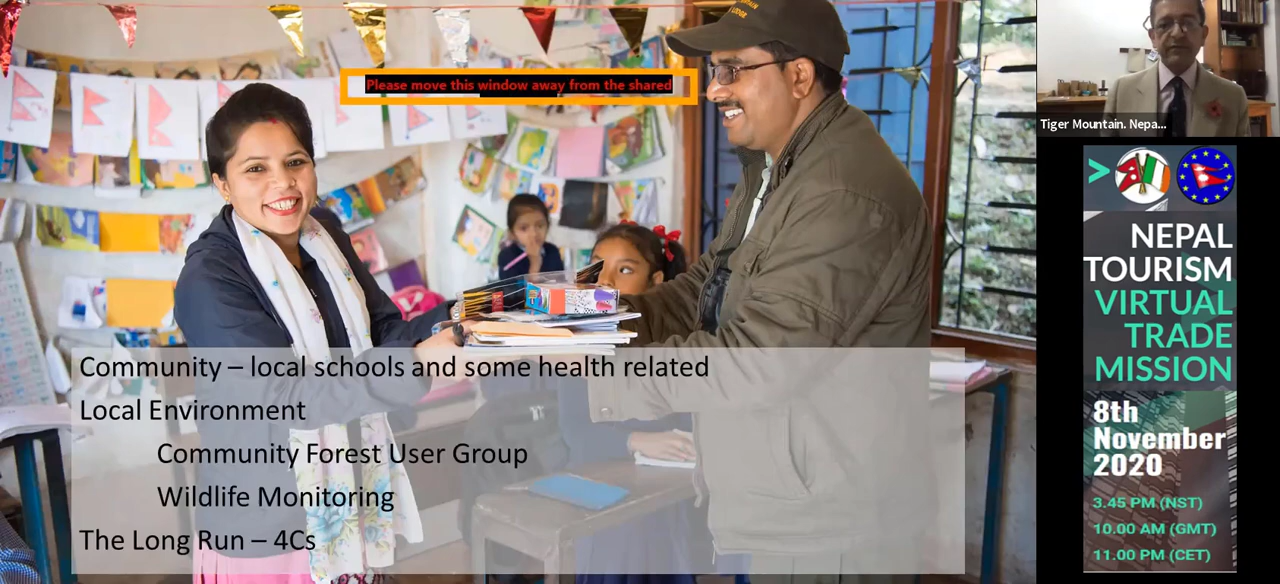 MOUNTAIN
LODGE
Please move this window away from the shared
Community – local schools and some health related
Local Environment
Community Forest User Group
Wildlife Monitoring
The Long Run – 4Cs
Tiger Mountain. Nepa...
>
NEPAL
TOURISM
VIRTUAL
TRADE
MISSION
8th
November
2020
3.45 PM (NST)
10.00 AM (GMT)
11.00 PM (CET)